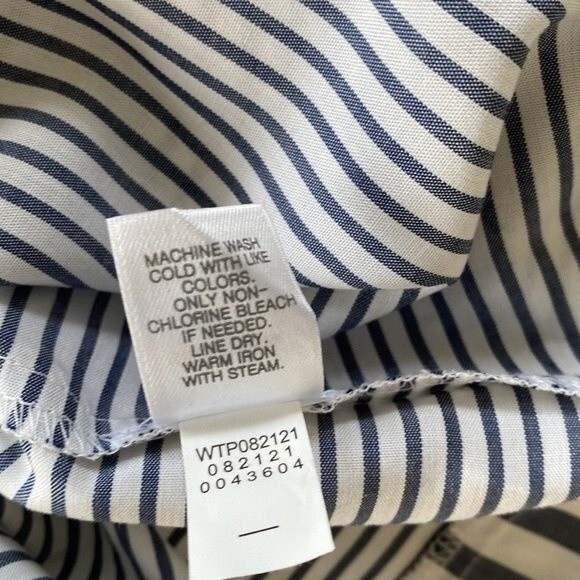 MACHINE WASH
COLD WITH LIKE
COLORS.
ONLY NON-
CHLORINE BLEACH
IF NEEDED.
LINE DRY.
WARM IRON
WITH STEAM.
WTP082121
082121
0043604
—